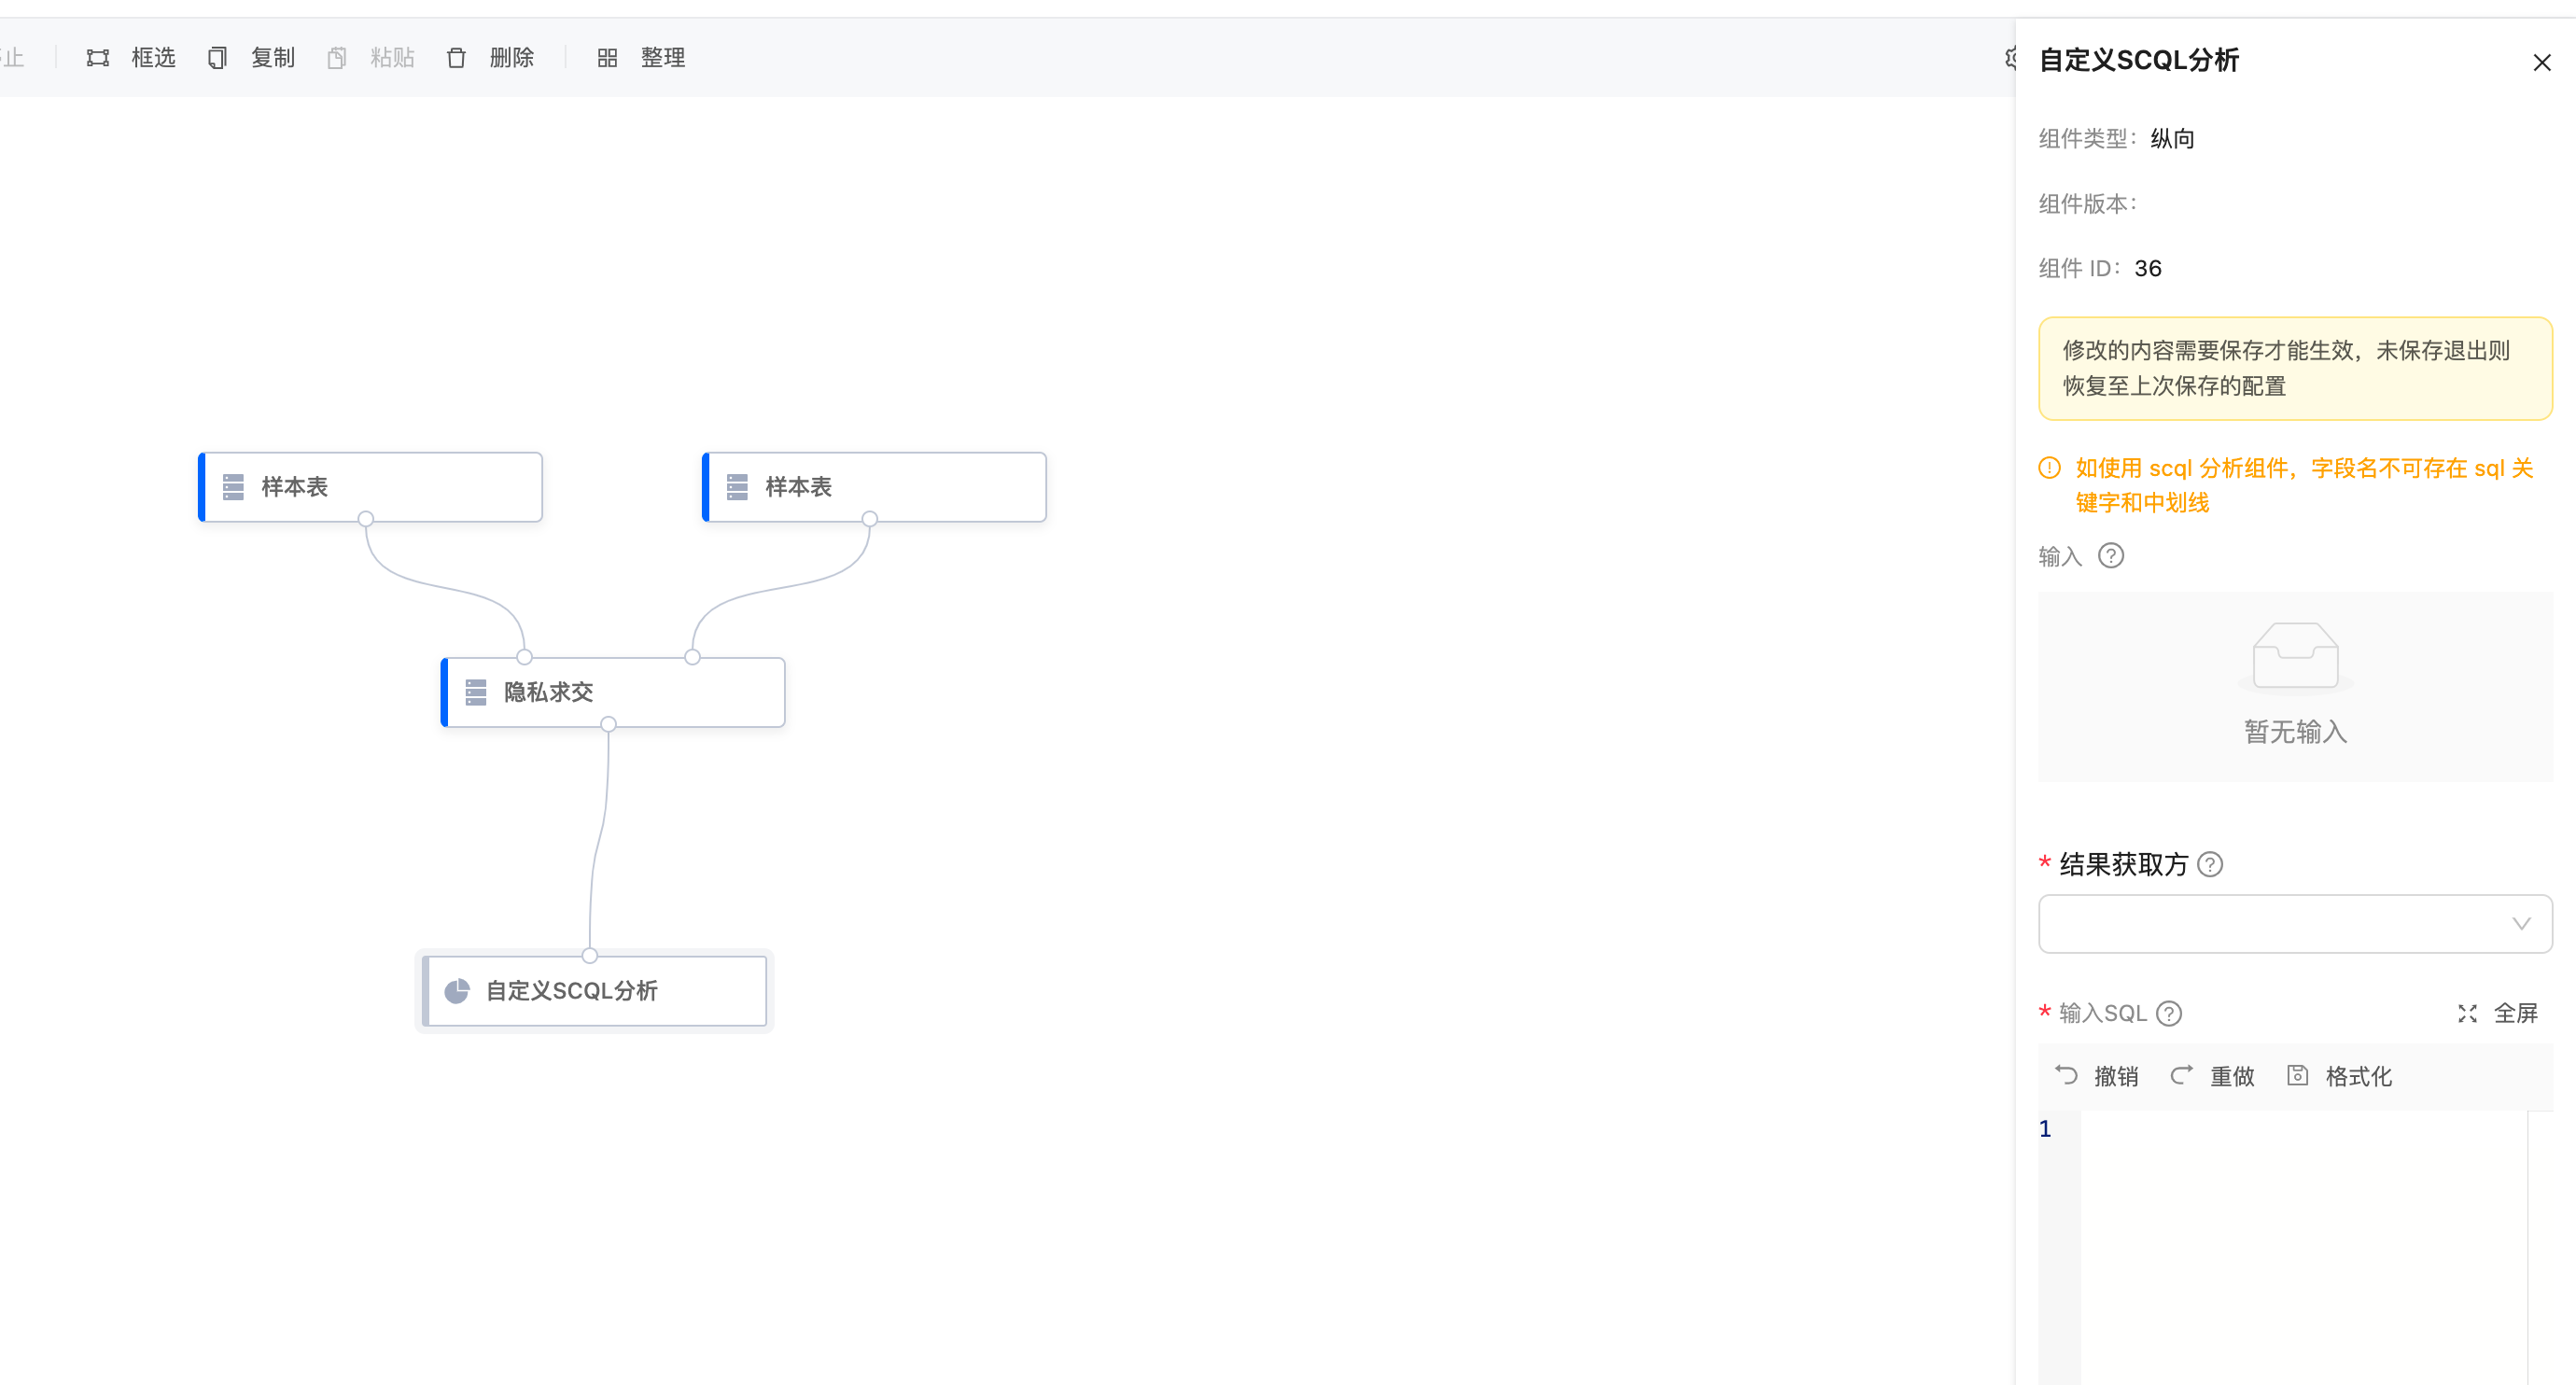 止
框选
复制
粘贴
删除
整理
样本表
样本表
隐私求交
自定义SCQL分析
自定义SCQL分析
组件类型：纵向
组件版本：
组件 ID：36
修改的内容需要保存才能生效，未保存退出则
恢复至上次保存的配置
如使用 scql 分析组件，字段名不可存在 sql 关
键字和中划线
输入
暂无输入
* 结果获取方
* 输入SQL
全屏
撤销
重做
格式化
1